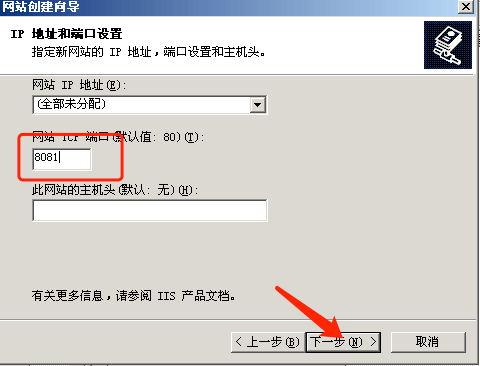 网站创建向导
IP 地址和端口设置
指定新网站的 IP 地址，端口设置和主机头。
网站 IP 地址(E):
(全部未分配)
网站 TCP 端口(默认值: 80)(T):
8081
此网站的主机头(默认: 无)(H):
有关更多信息，请参阅 IIS 产品文档。
< 上一步(B) 下一步(N) > 取消